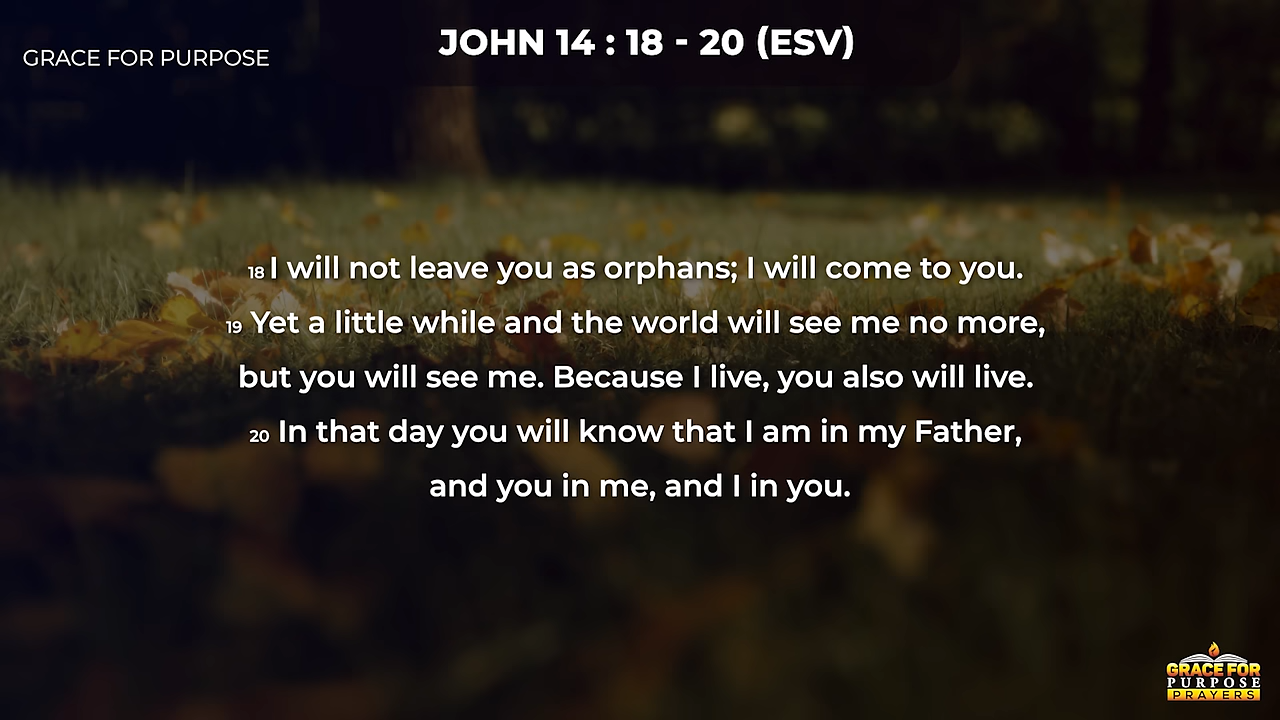 GRACE FOR PURPOSE
JOHN 14 : 18 - 20 (ESV)
18 I will not leave you as orphans; I will come to you.
19 Yet a little while and the world will see me no more,
but you will see me. Because I live, you also will live.
20 In that day you will know that I am in my Father,
and you in me, and I in you.
GRACE FOR
PURPOSE
PRAYERS